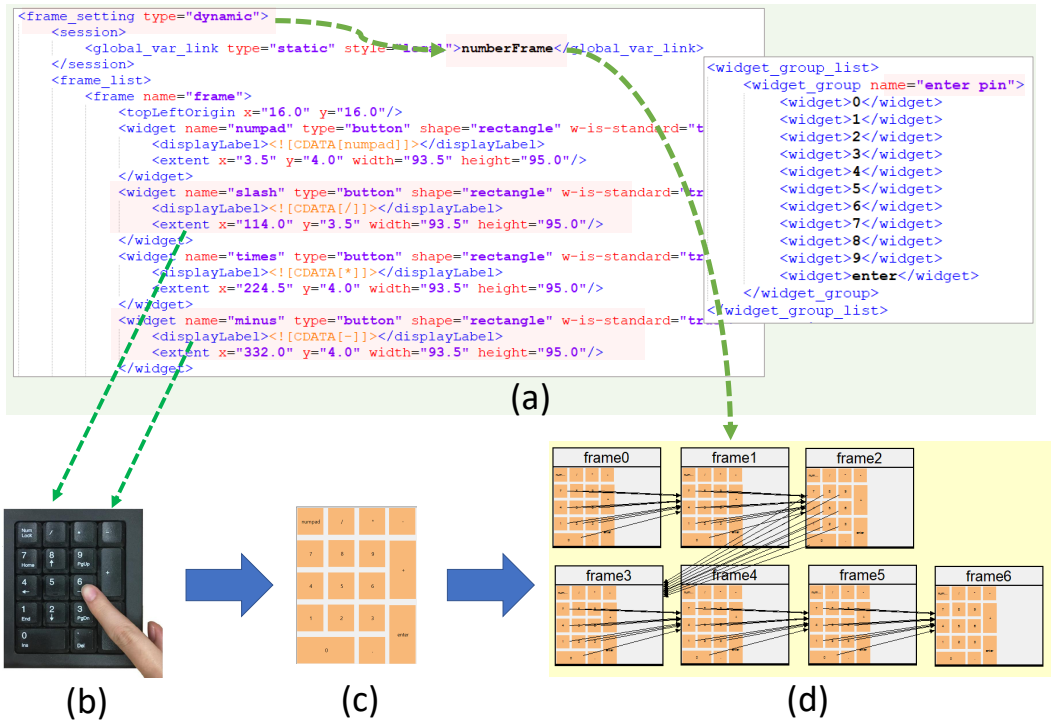 <frame_setting type="dynamic">
<session>
<global_var_link type="static" style="local">numberFrame</global_var_link>
</session>
<frame_list>
<frame name="frame">
<topLeftOrigin x="16.0" y="16.0"/>
<widget name="numpad" type="button" shape="rectangle" w-is-standard="t
<displayLabel><![CDATA[numpad]]></displayLabel>
<extent x="3.5" y="4.0" width="93.5" height="95.0"/>
</widget>
<widget name="slash" type="button" shape="rectangle" w-is-standard="tr
<displayLabel><![CDATA[/]]></displayLabel>
<extent x="114.0" y="3.5" width="93.5" height="95.0"/>
</widget>
<widget name="times" type="button" shape="rectangle" w-is-standard="tr
<displayLabel><![CDATA[*]]></displayLabel>
<extent x="224.5" y="4.0" width="93.5" height="95.0"/>
</widget>
<widget name="minus" type="button" shape="rectangle" w-is-standard="tr
<displayLabel><![CDATA[-]]></displayLabel>
<extent x="332.0" y="4.0" width="93.5" height="95.0"/>
</widget>
<widget_group_list>
<widget_group name="enter pin">
<widget>0</widget>
<widget>1</widget>
<widget>2</widget>
<widget>3</widget>
<widget>4</widget>
<widget>5</widget>
<widget>6</widget>
<widget>7</widget>
<widget>8</widget>
<widget>9</widget>
<widget>enter</widget>
</widget_group>
</widget_group_list>
(a)
Num Lock / * -
7 Home 8 9 PgUp +
4 5 6
1 End 2 3 PgDn
0 Ins . Del
(b)
numpad / * -
7 8 9 +
4 5 6
1 2 3 enter
0 .
(c)
frame0 frame1 frame2
frame3 frame4 frame5 frame6
(d)